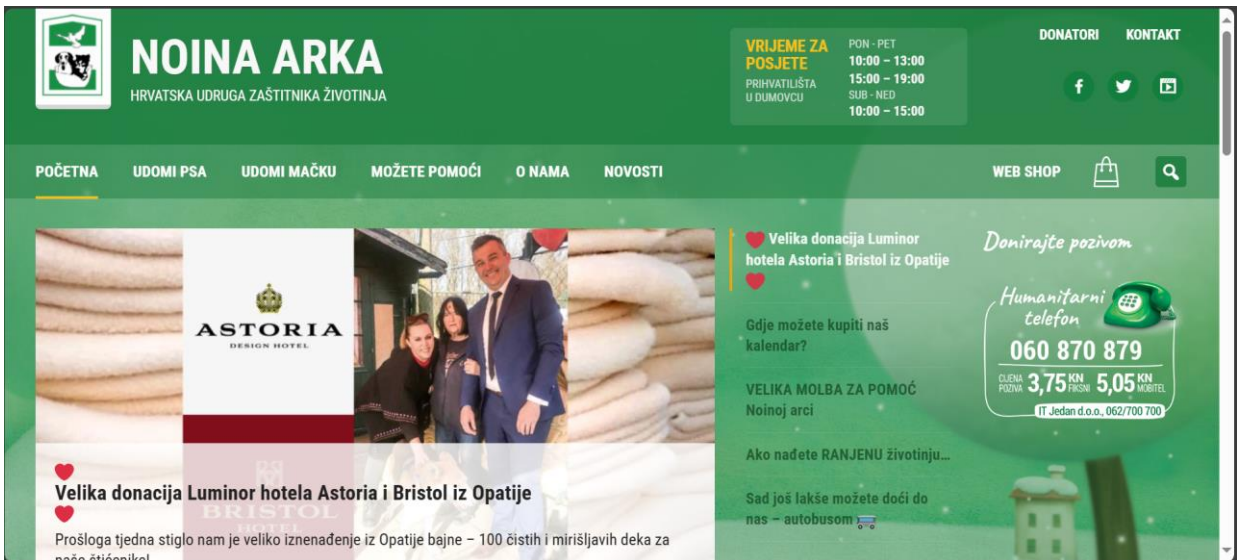 NOINA ARKA
HRVATSKA UDRUGA ZAŠTITNIKA ŽIVOTINJA
VRIJEME ZA
POSJETE
PRIHVATILIŠTA
U DUMOVCU
PON - PET
10:00 – 13:00
15:00 – 19:00
SUB - NED
10:00 – 15:00
DONATORI KONTAKT
POČETNA UDOMI PSA UDOMI MAČKU MOŽETE POMOĆI O NAMA NOVOSTI WEB SHOP
ASTORIA
DESIGN HOTEL
BRISTOL
HOTEL
❤️
Velika donacija Luminor hotela Astoria i Bristol iz Opatije
❤️
Prošloga tjedna stiglo nam je veliko iznenađenje iz Opatije bajne – 100 čistih i mirišljavih deka za
naše štićenike!
❤️ Velika donacija Luminor
hotela Astoria i Bristol iz Opatije
❤️
Gdje možete kupiti naš
kalendar?
VELIKA MOLBA ZA POMOĆ
Noinoj arci
Ako nađete RANJENU životinju...
Sad još lakše možete doći do
nas – autobusom 🚎
Donirajte pozivom
Humanitarni
telefon
060 870 879
CIJENA POZIVA 3,75 KN FIKSNI 5,05 KN MOBITEL
IT Jedan d.o.o., 062/700 700